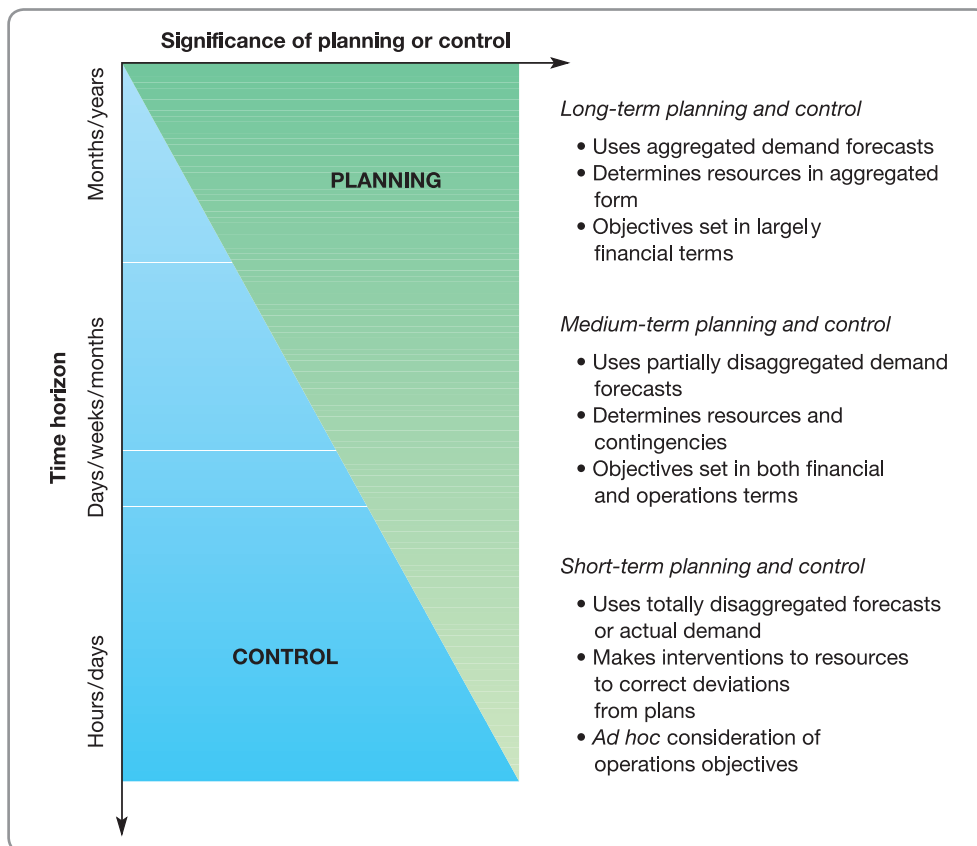 Significance of planning or control
Months/years
Days/weeks/months
Hours/days
Time horizon
PLANNING
CONTROL
Long-term planning and control
• Uses aggregated demand forecasts
• Determines resources in aggregated
form
• Objectives set in largely
financial terms
Medium-term planning and control
• Uses partially disaggregated demand
forecasts
• Determines resources and
contingencies
• Objectives set in both financial
and operations terms
Short-term planning and control
• Uses totally disaggregated forecasts
or actual demand
• Makes interventions to resources
to correct deviations
from plans
• Ad hoc consideration of
operations objectives